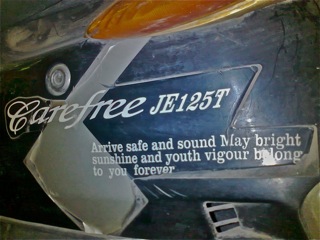 Carefree JE125T
Arrive safe and sound May bright
sunshine and youth vigour belong
to you forever